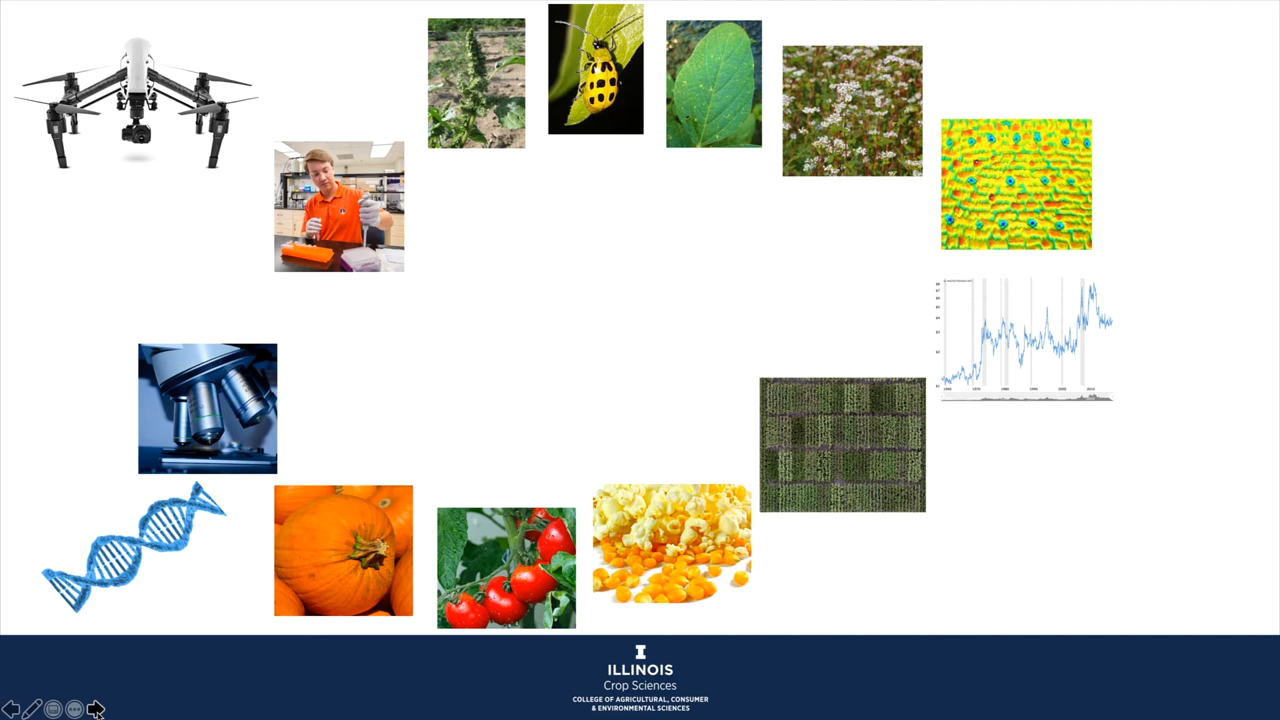 ILLINOIS
Crop Sciences
COLLEGE OF AGRICULTURAL, CONSUMER
& ENVIRONMENTAL SCIENCES